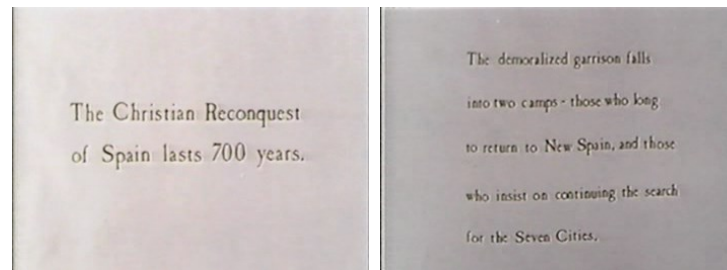 The Christian Reconquest
of Spain lasts 700 years.
The demoralized garrison falls
into two camps - those who long
to return to New Spain, and those
who insist on continuing the search
for the Seven Cities.